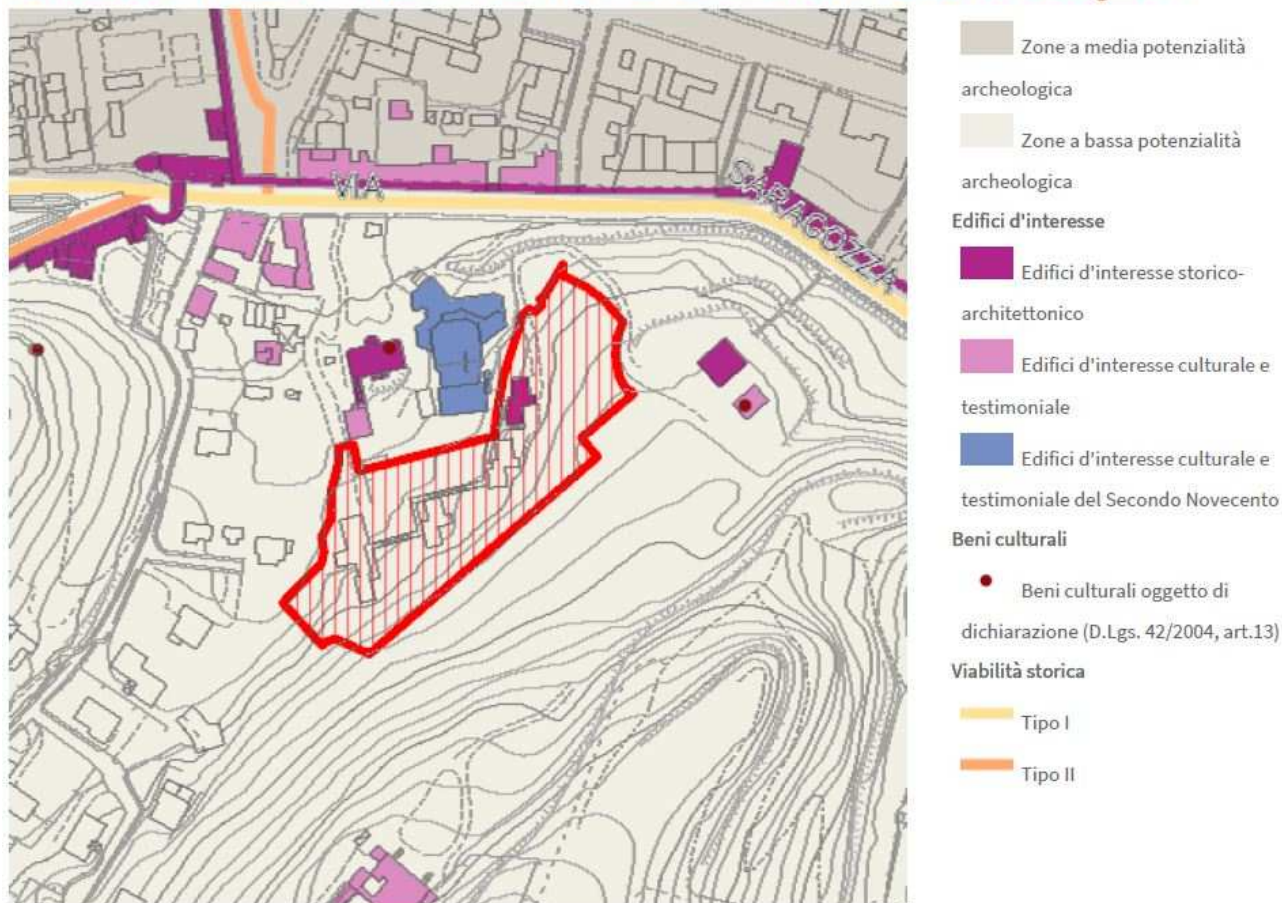 VIA
SARAGOZZA
Zone a media potenzialità
archeologica
Zone a bassa potenzialità
archeologica
Edifici d'interesse
Edifici d'interesse storico-
architettonico
Edifici d'interesse culturale e
testimoniale
Edifici d'interesse culturale e
testimoniale del Secondo Novecento
Beni culturali
Beni culturali oggetto di
dichiarazione (D.Lgs. 42/2004, art.13)
Viabilità storica
Tipo I
Tipo II